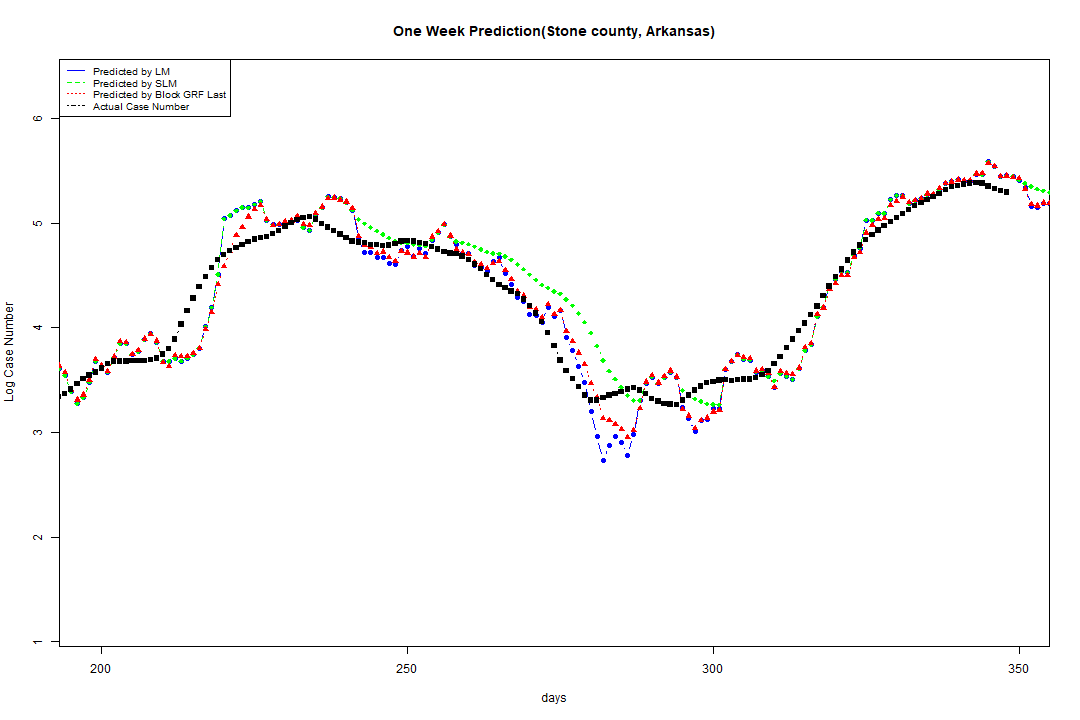 One Week Prediction(Stone county, Arkansas)
Predicted by LM
Predicted by SLM
Predicted by Block GRF Last
Actual Case Number
6
5
4
3
2
1
Log Case Number
200
250
300
350
days